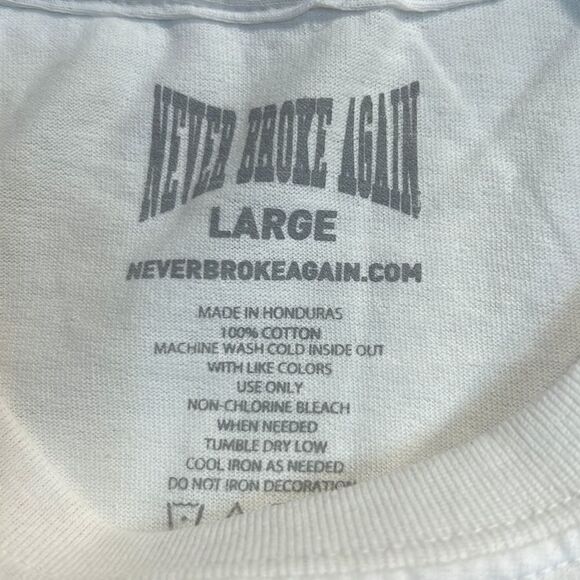 NEVER BROKE AGAIN
LARGE
NEVERBROKEAGAIN.COM
MADE IN HONDURAS
100% COTTON
MACHINE WASH COLD INSIDE OUT
WITH LIKE COLORS
USE ONLY
NON-CHLORINE BLEACH
WHEN NEEDED
TUMBLE DRY LOW
COOL IRON AS NEEDED
DO NOT IRON DECORATION